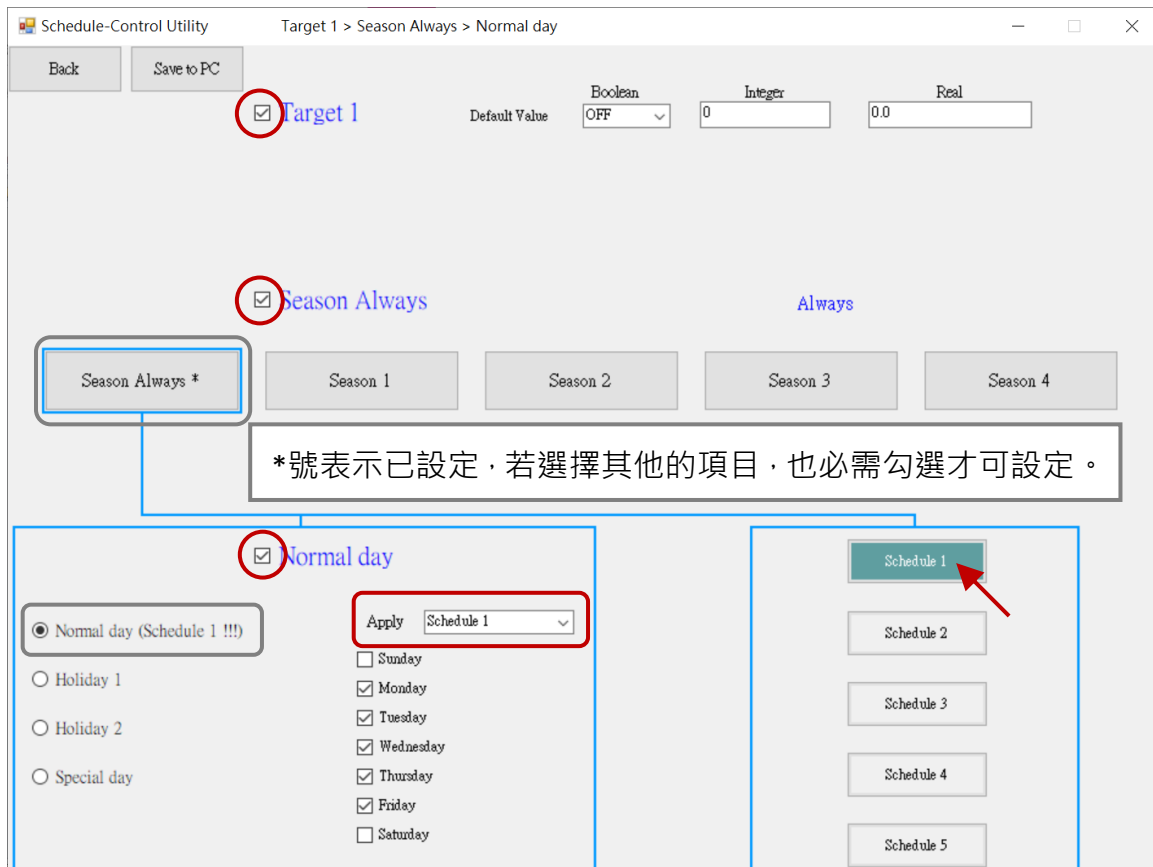 Schedule-Control Utility Target 1 > Season Always > Normal day
Back Save to PC
Boolean Integer Real
Target 1 Default Value OFF 0 0.0
Season Always Always
Season Always * Season 1 Season 2 Season 3 Season 4
*號表示已設定，若選擇其他的項目，也必需勾選才可設定。
Normal day
Schedule 1
Normal day (Schedule 1 !!!)
Apply Schedule 1
Schedule 2
Sunday
Holiday 1
Monday
Schedule 3
Tuesday
Holiday 2
Wednesday
Special day
Thursday
Schedule 4
Friday
Saturday
Schedule 5